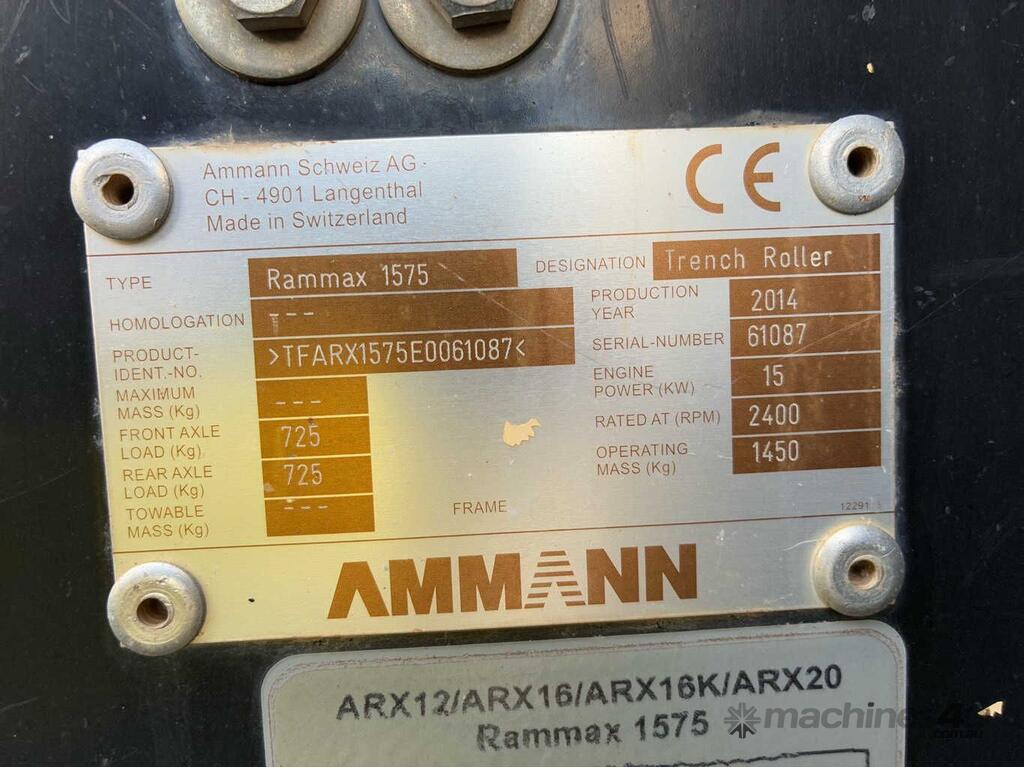 Ammann Schweiz AG
CH - 4901 Langenthal
Made in Switzerland
CE
TYPE Rammax 1575
DESIGNATION Trench Roller
HOMOLOGATION ---
PRODUCTION YEAR 2014
PRODUCT-IDENT.-NO. >TFARX1575E0061087<
SERIAL-NUMBER 61087
MAXIMUM MASS (Kg) ---
ENGINE POWER (KW) 15
FRONT AXLE LOAD (Kg) 725
RATED AT (RPM) 2400
REAR AXLE LOAD (Kg) 725
OPERATING MASS (Kg) 1450
TOWABLE MASS (Kg) ---
FRAME
AMMANN
ARX12/ARX16/ARX16K/ARX20
Rammax 1575